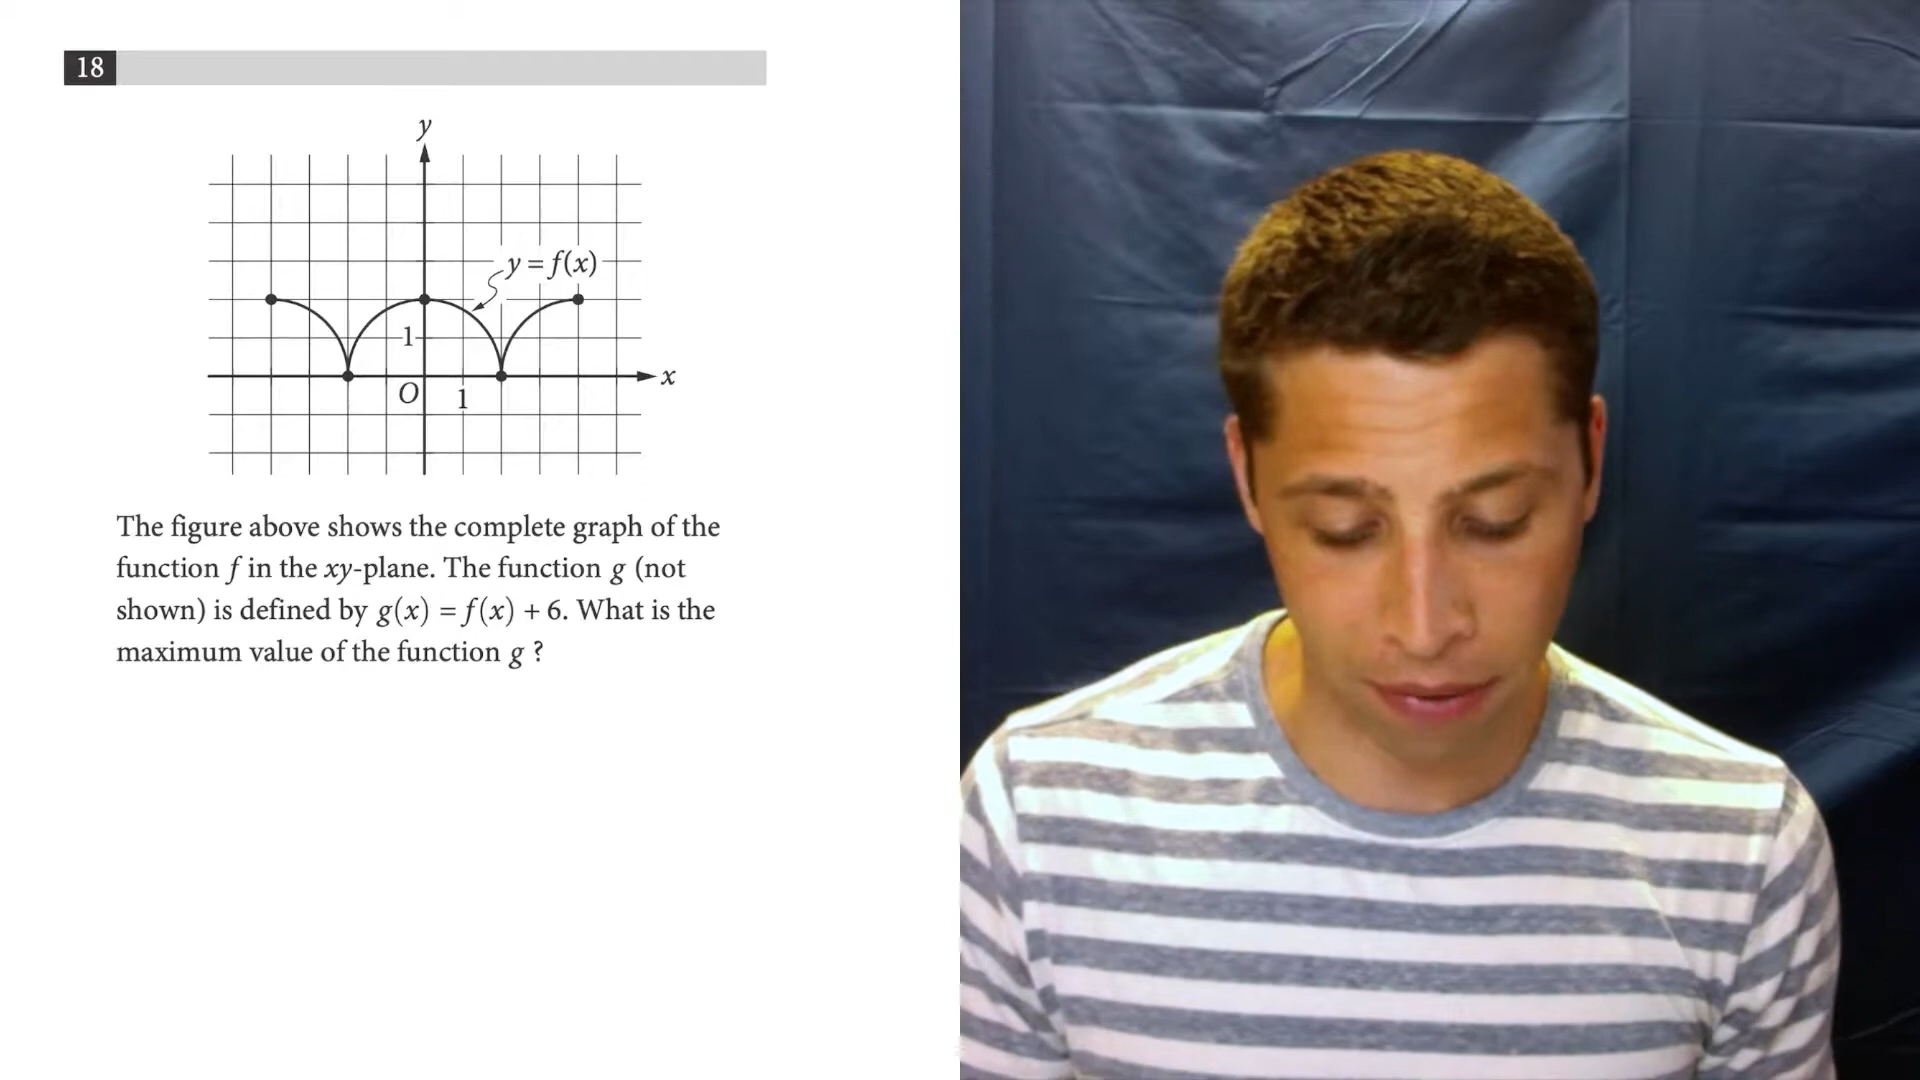 18
y
y = f(x)
1
x
O
1
The figure above shows the complete graph of the
function f in the xy-plane. The function g (not
shown) is defined by g(x) = f(x) + 6. What is the
maximum value of the function g ?